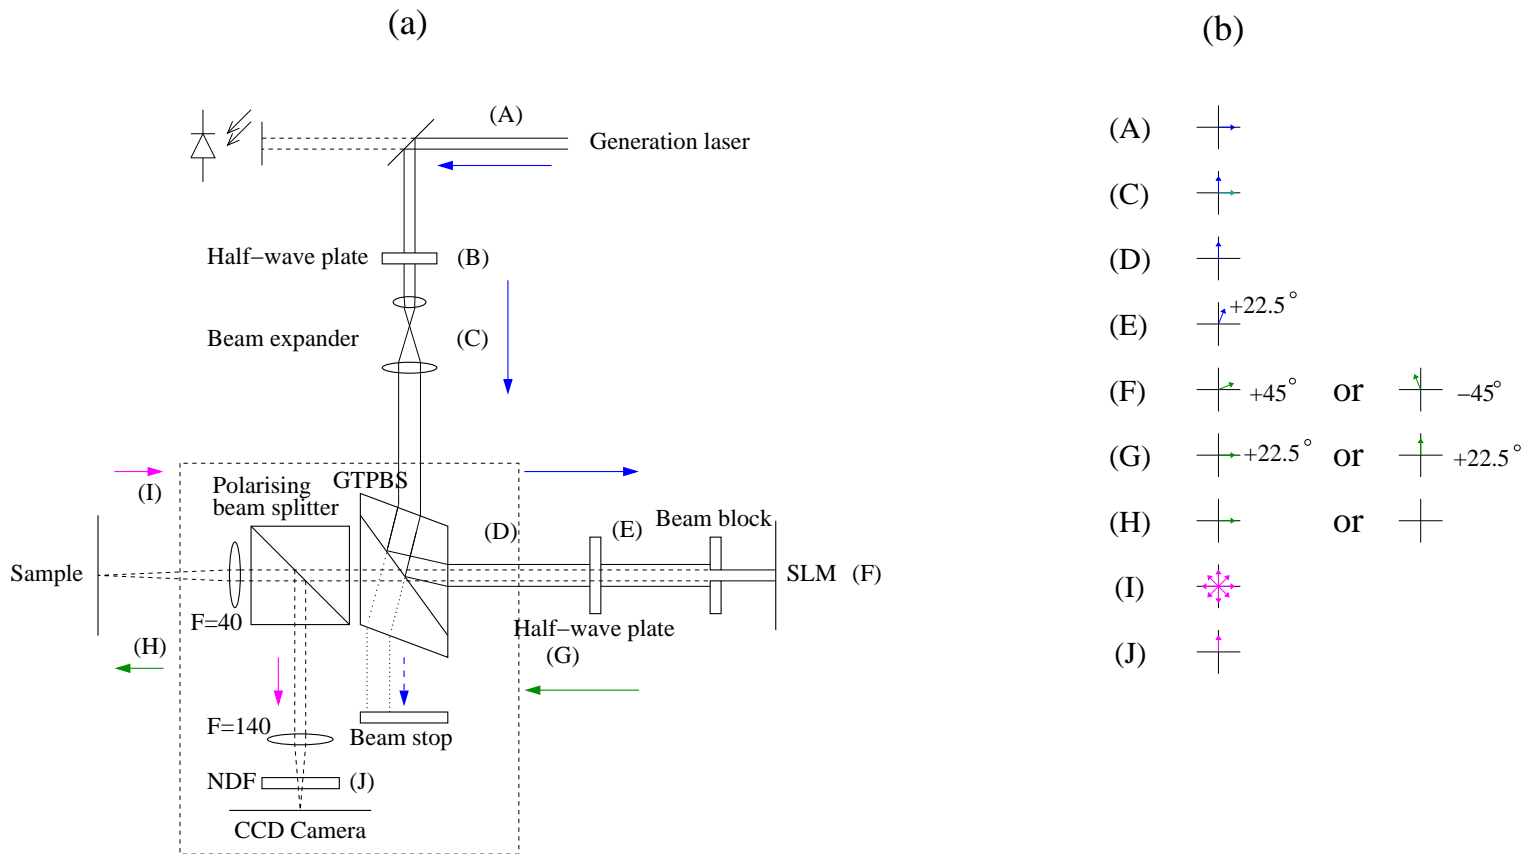 (a)
(A)
Generation laser
Half−wave plate
(B)
Beam expander
(C)
(I)
Polarising
beam splitter
GTPBS
(D)
(E)
Beam block
Sample
SLM
(F)
F=40
Half−wave plate
(G)
(H)
F=140
Beam stop
NDF
(J)
CCD Camera
(b)
(A)
(C)
(D)
(E) +22.5°
(F) +45° or −45°
(G) +22.5° or +22.5°
(H) or
(I)
(J)